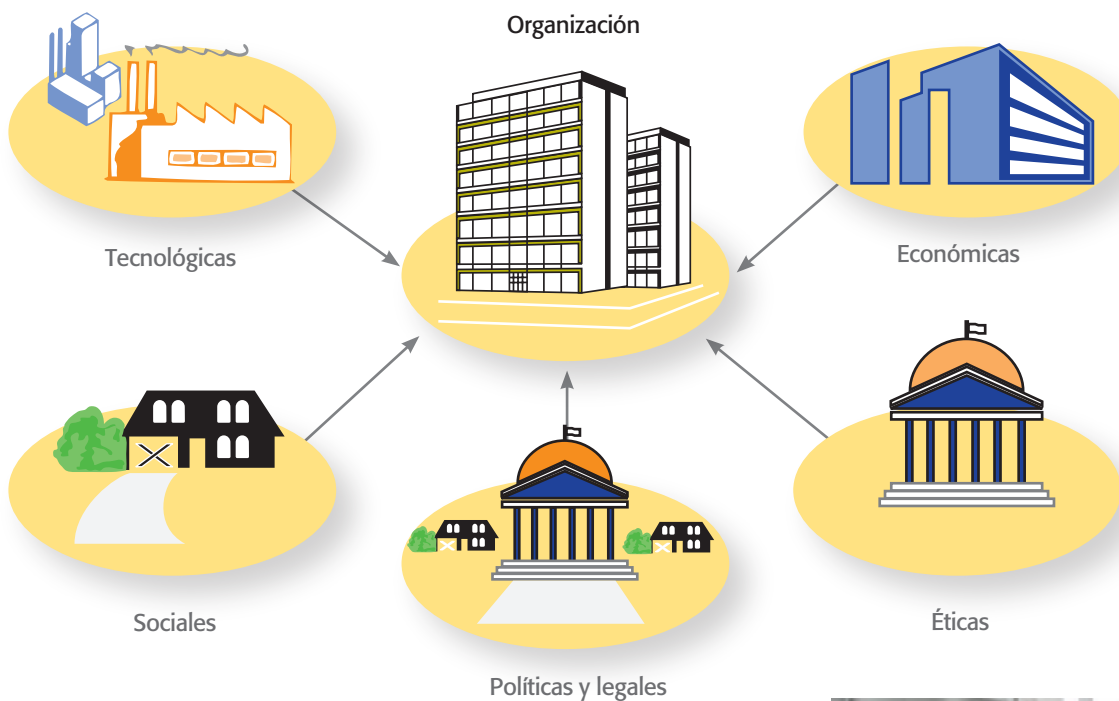 Organización
Tecnológicas
Económicas
Sociales
Éticas
Políticas y legales